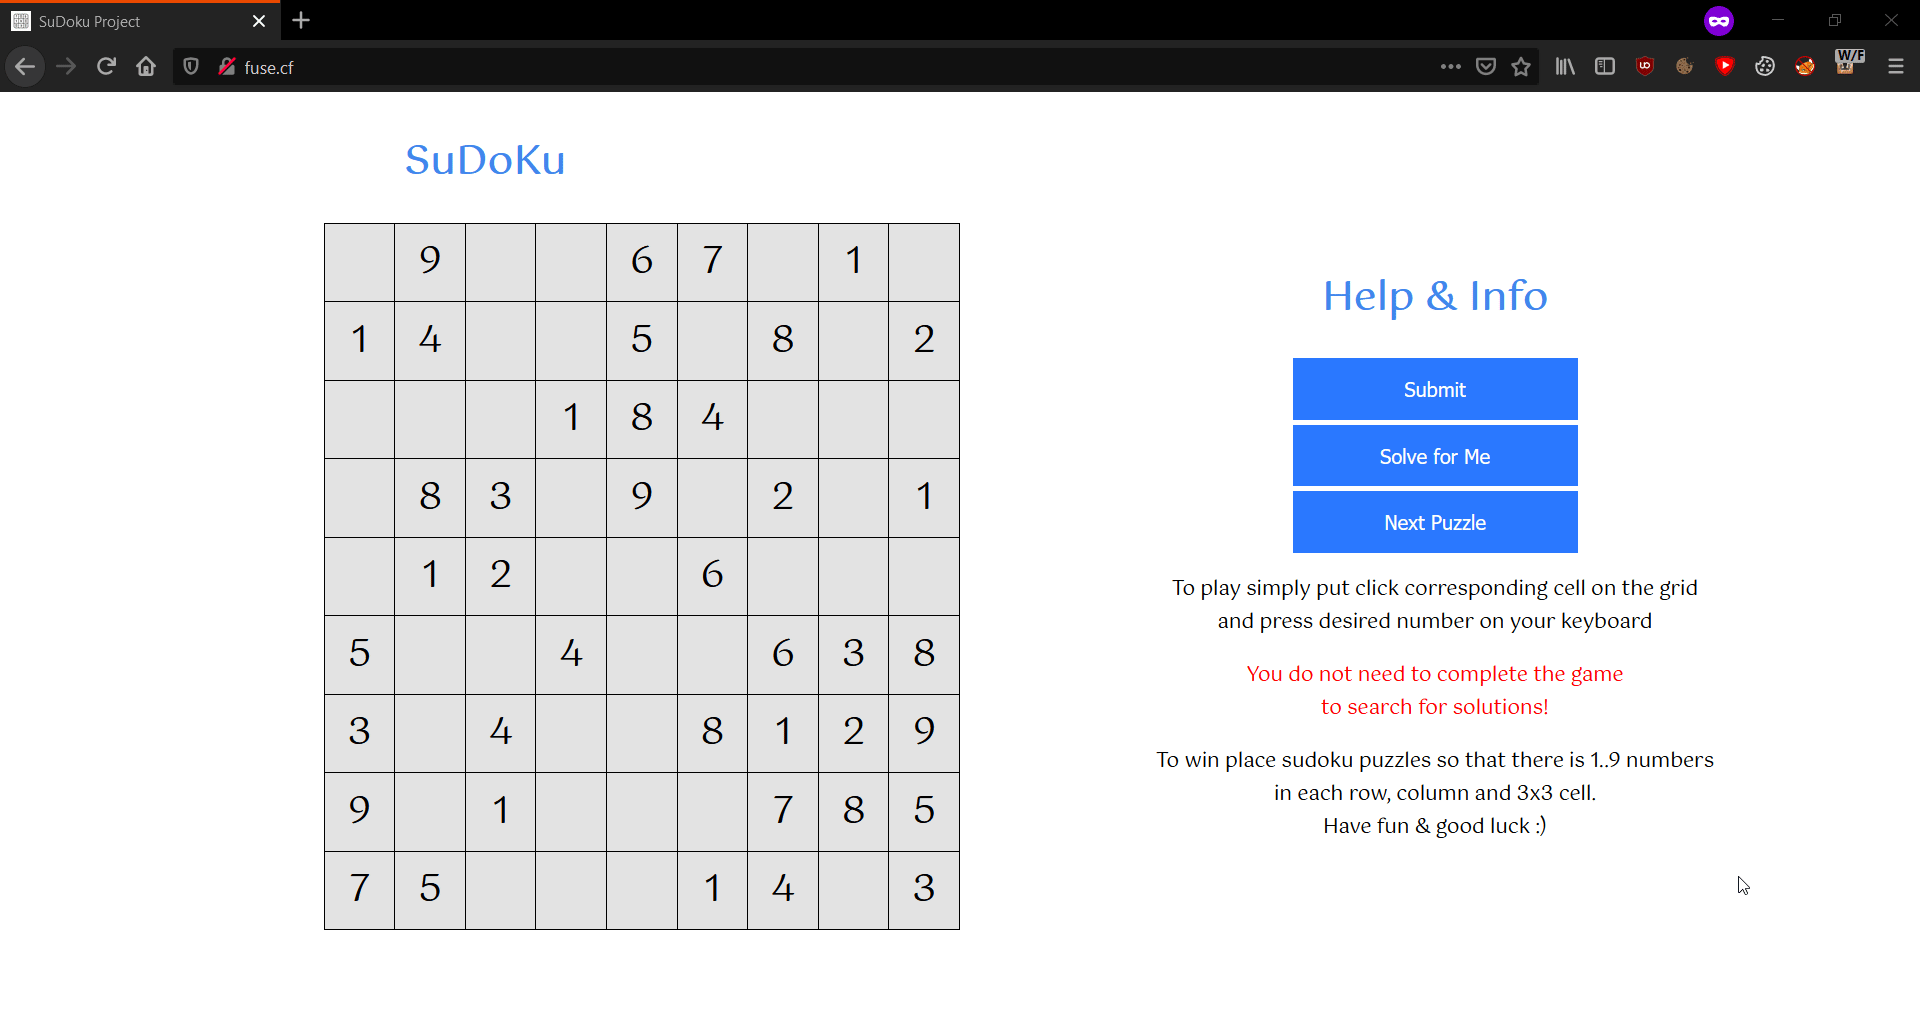 SuDoku Project
fuse.cf
W/F
SuDoKu
9 6 7 1
1 4 5 8 2
1 8 4
8 3 9 2 1
1 2 6
5 4 6 3 8
3 4 8 1 2 9
9 1 7 8 5
7 5 1 4 3
Help & Info
Submit
Solve for Me
Next Puzzle
To play simply put click corresponding cell on the grid
and press desired number on your keyboard
You do not need to complete the game
to search for solutions!
To win place sudoku puzzles so that there is 1..9 numbers
in each row, column and 3x3 cell.
Have fun & good luck :)